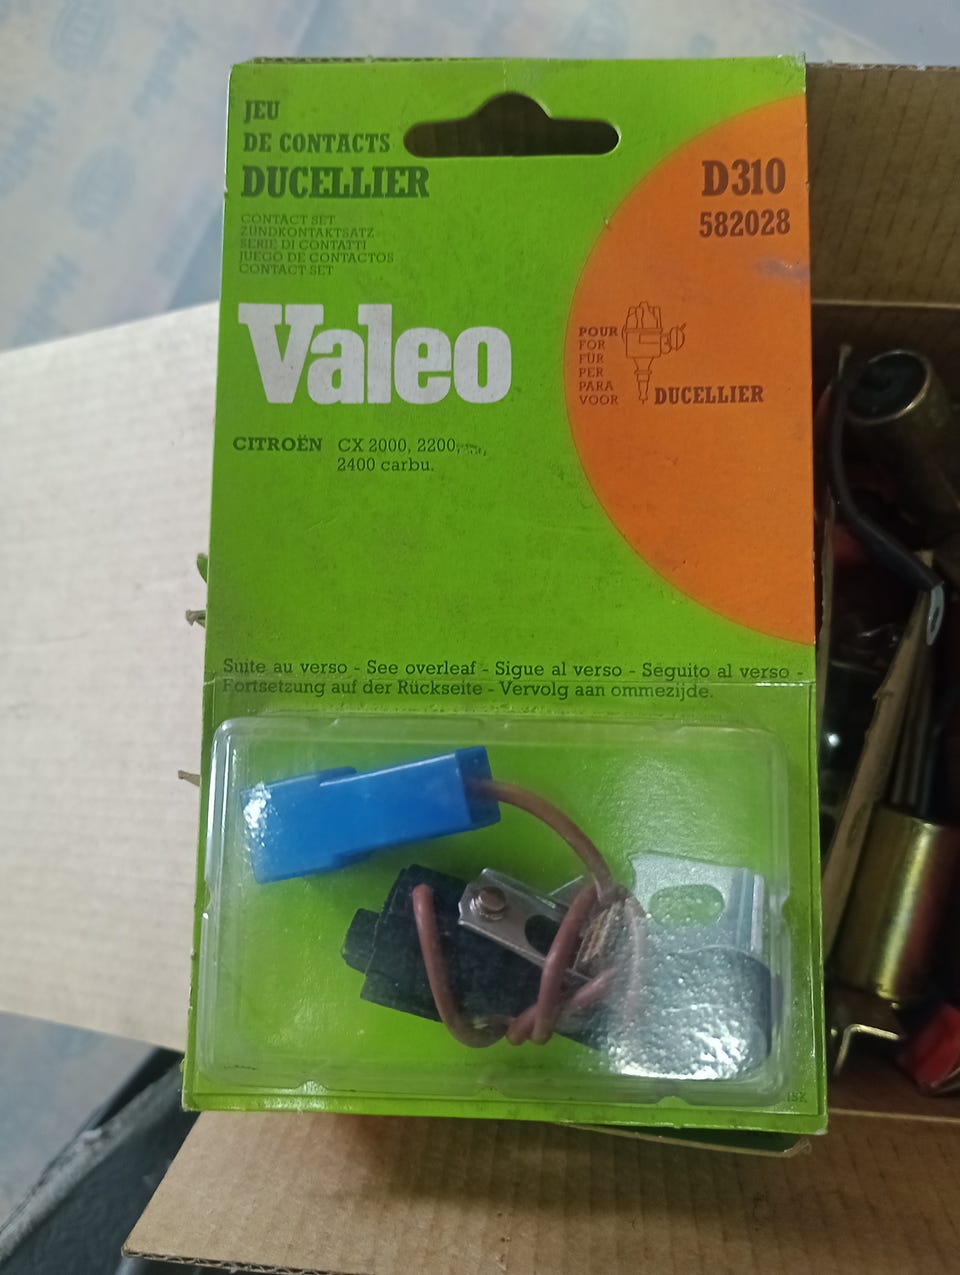 JEU
DE CONTACTS
DUCELLIER
CONTACT SET
ZÜNDKONTAKTSATZ
SERIE DI CONTATTI
JUEGO DE CONTACTOS
CONTACT SET
D310
582028
Valeo
POUR
FOR
FÜR
PER
PARA
VOOR
DUCELLIER
CITROËN CX 2000, 2200,
2400 carbu.
Suite au verso - See overleaf - Sigue al verso - Seguito al verso -
Fortsetzung auf der Rückseite - Vervolg aan ommezijde.